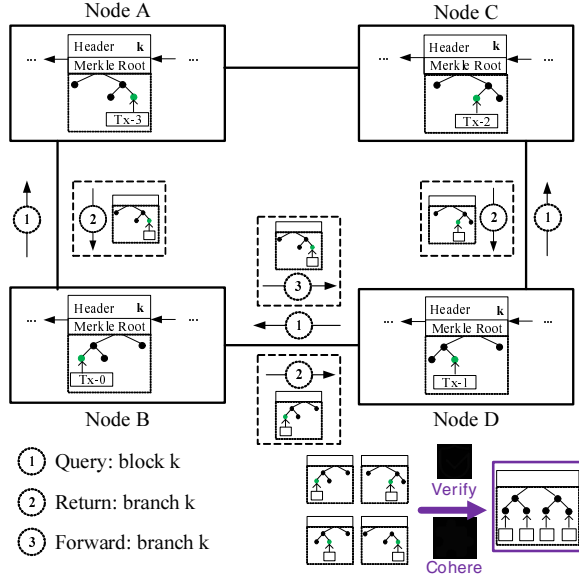 Node A
Node C
Header k
Merkle Root
Tx-3
...
...
Header k
Merkle Root
Tx-2
...
...
1
2
2
1
3
1
Header k
Merkle Root
Tx-0
...
...
Header k
Merkle Root
Tx-1
...
...
2
Node B
Node D
1 Query: block k
2 Return: branch k
3 Forward: branch k
Verify
Cohere